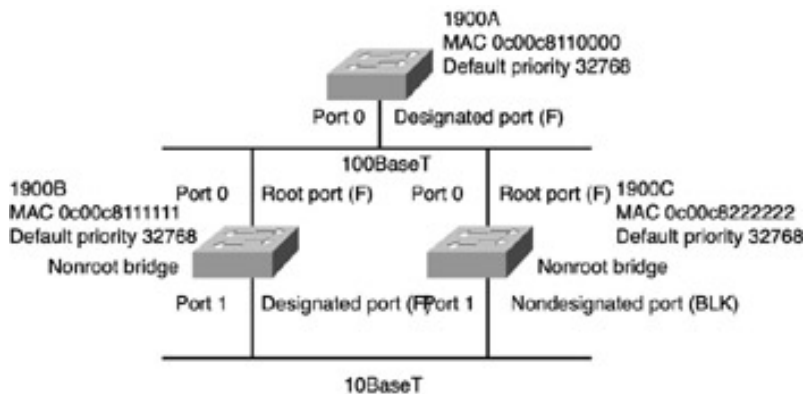 1900A
MAC 0c00c8110000
Default priority 32768
Port 0 Designated port (F)
100BaseT
1900B
MAC 0c00c8111111
Default priority 32768
Nonroot bridge
Port 0 Root port (F)
Port 0 Root port (F)
1900C
MAC 0c00c8222222
Default priority 32768
Nonroot bridge
Port 1 Designated port (F)
Port 1 Nondesignated port (BLK)
10BaseT